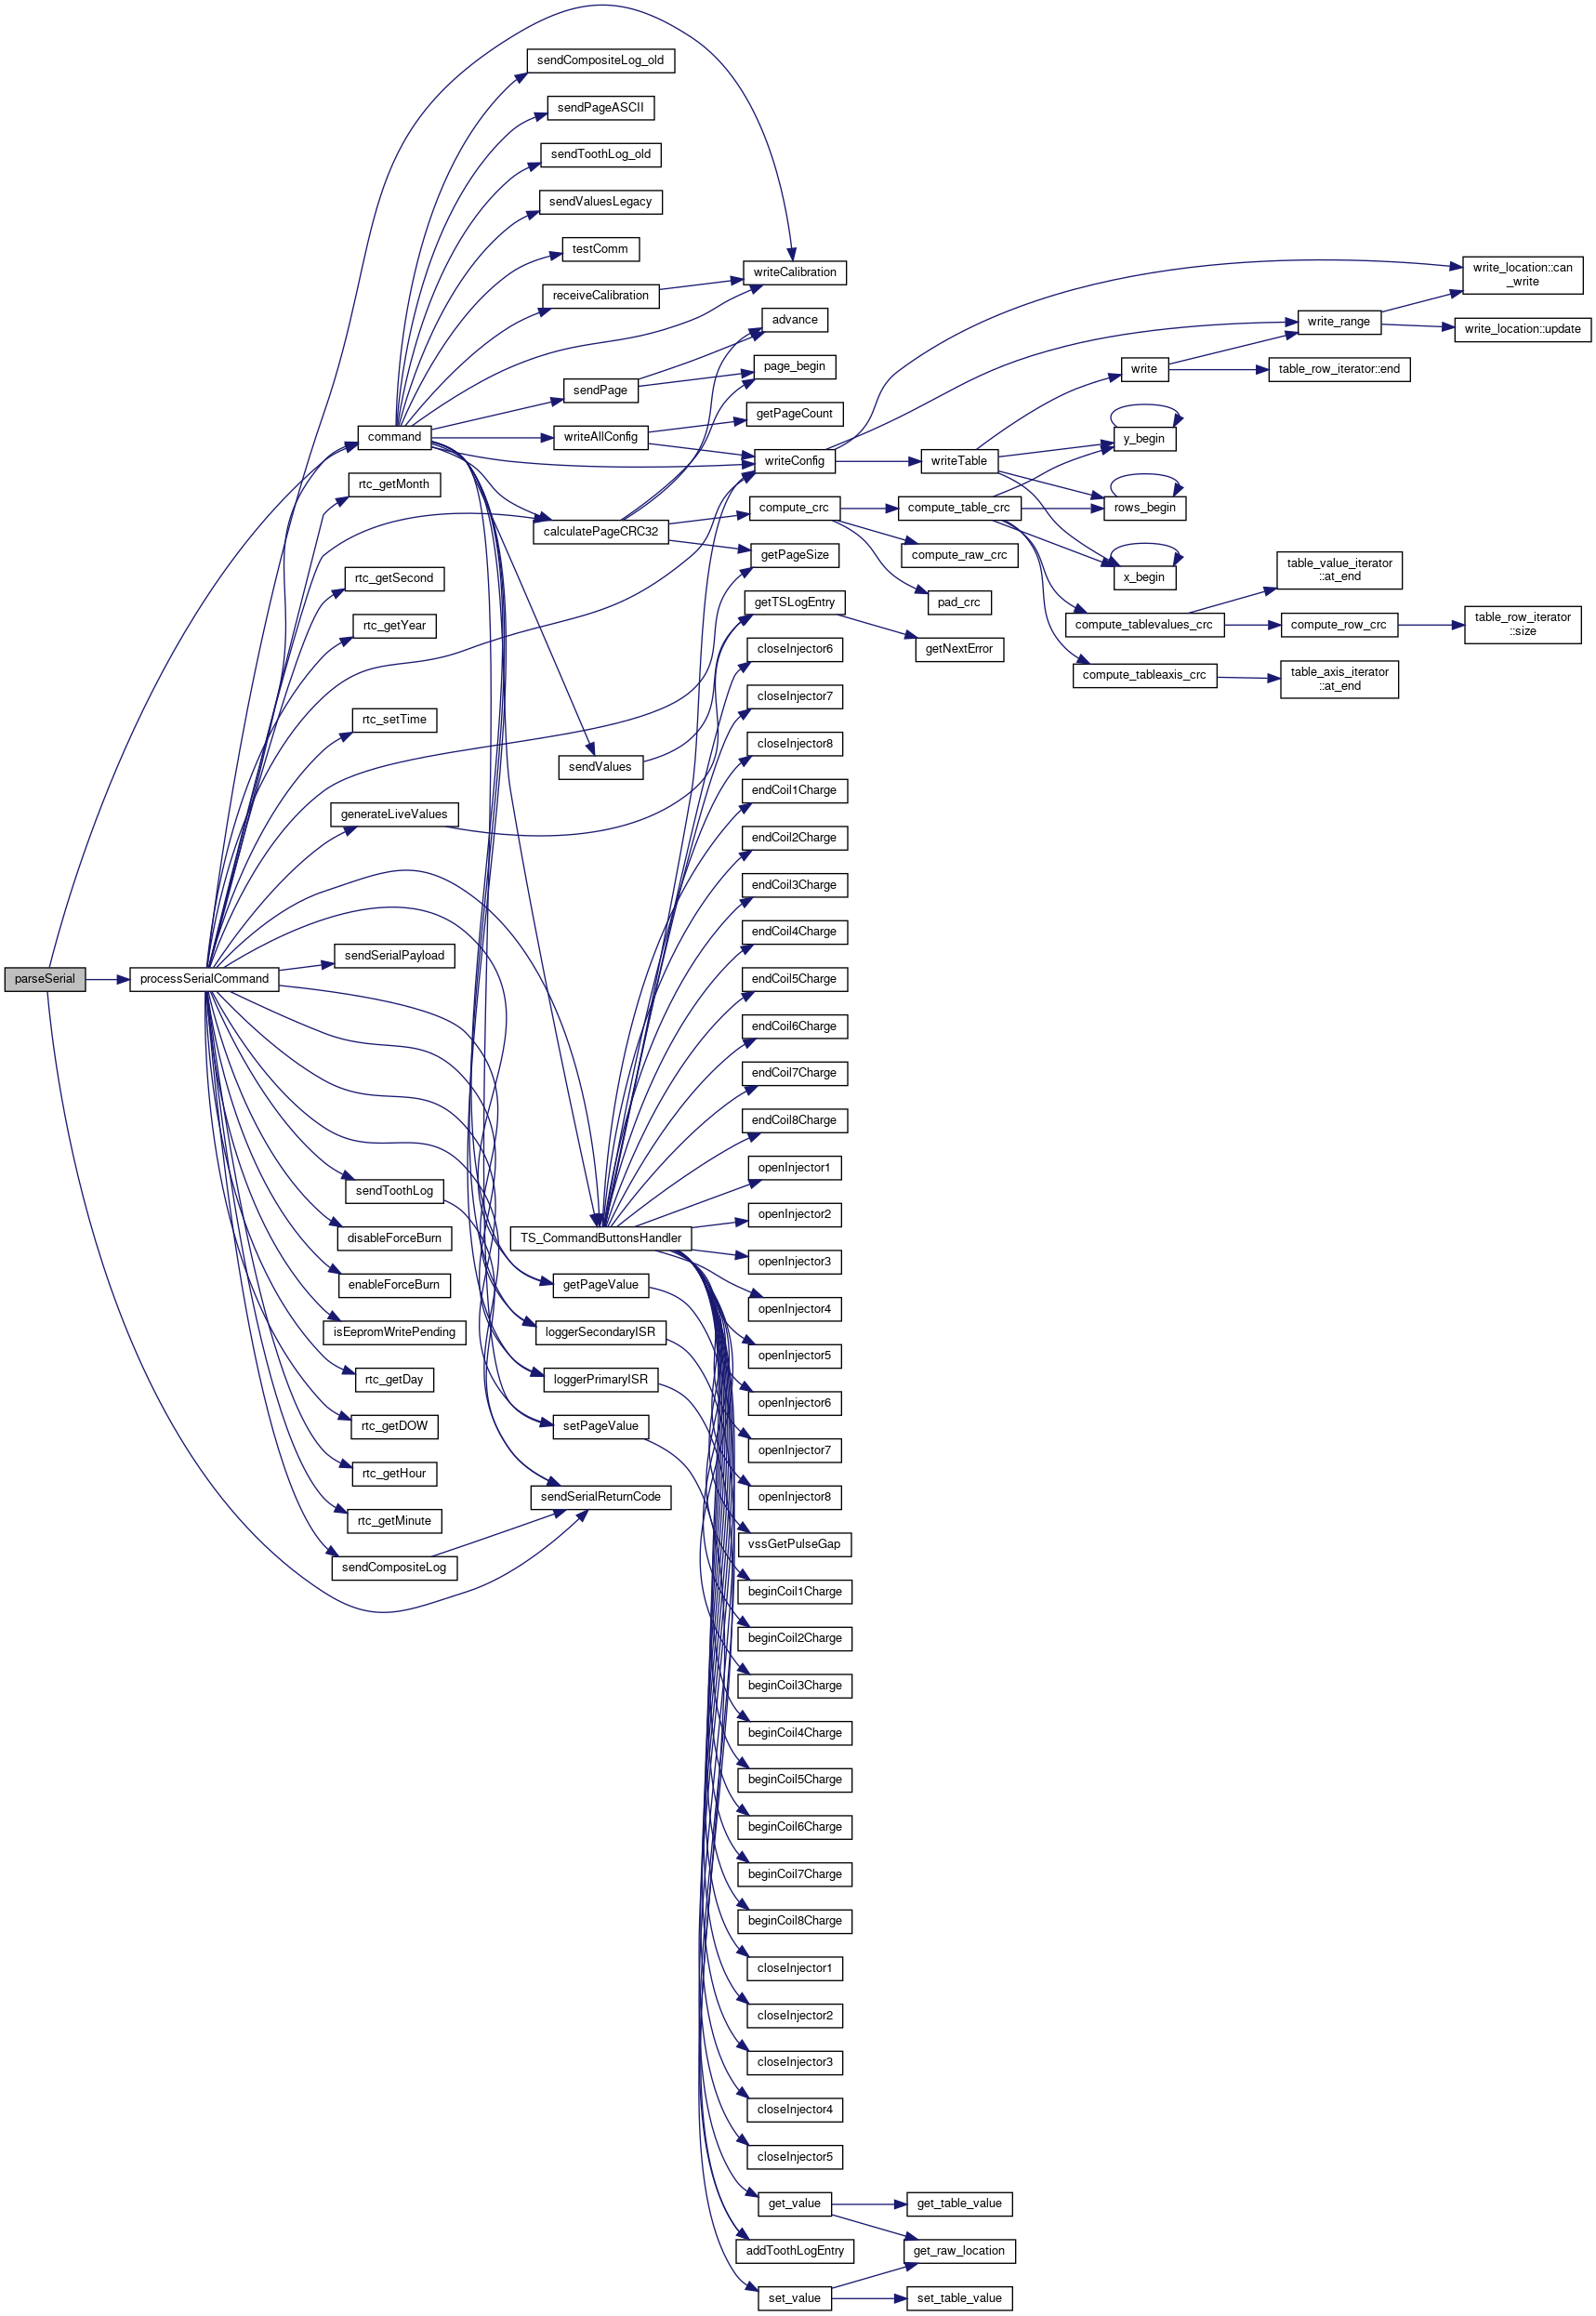 sendCompositeLog_old
sendPageASCII
sendToothLog_old
sendValuesLegacy
testComm
receiveCalibration
writeCalibration
write_location::can
_write
advance
write_range
write_location::update
page_begin
write
table_row_iterator::end
sendPage
getPageCount
command
writeAllConfig
y_begin
writeConfig
writeTable
rtc_getMonth
compute_crc
compute_table_crc
rows_begin
calculatePageCRC32
getPageSize
compute_raw_crc
table_value_iterator
::at_end
rtc_getSecond
x_begin
getTSLogEntry
pad_crc
rtc_getYear
compute_tablevalues_crc
compute_row_crc
table_row_iterator
::size
closeInjector6
getNextError
compute_tableaxis_crc
table_axis_iterator
::at_end
closeInjector7
rtc_setTime
closeInjector8
sendValues
endCoil1Charge
generateLiveValues
endCoil2Charge
endCoil3Charge
endCoil4Charge
sendSerialPayload
parseSerial
processSerialCommand
endCoil5Charge
endCoil6Charge
endCoil7Charge
endCoil8Charge
openInjector1
sendToothLog
openInjector2
disableForceBurn
TS_CommandButtonsHandler
openInjector3
enableForceBurn
getPageValue
openInjector4
isEepromWritePending
loggerSecondaryISR
openInjector5
rtc_getDay
loggerPrimaryISR
openInjector6
rtc_getDOW
setPageValue
openInjector7
rtc_getHour
sendSerialReturnCode
openInjector8
rtc_getMinute
vssGetPulseGap
sendCompositeLog
beginCoil1Charge
beginCoil2Charge
beginCoil3Charge
beginCoil4Charge
beginCoil5Charge
beginCoil6Charge
beginCoil7Charge
beginCoil8Charge
closeInjector1
closeInjector2
closeInjector3
closeInjector4
closeInjector5
get_value
get_table_value
addToothLogEntry
get_raw_location
set_value
set_table_value